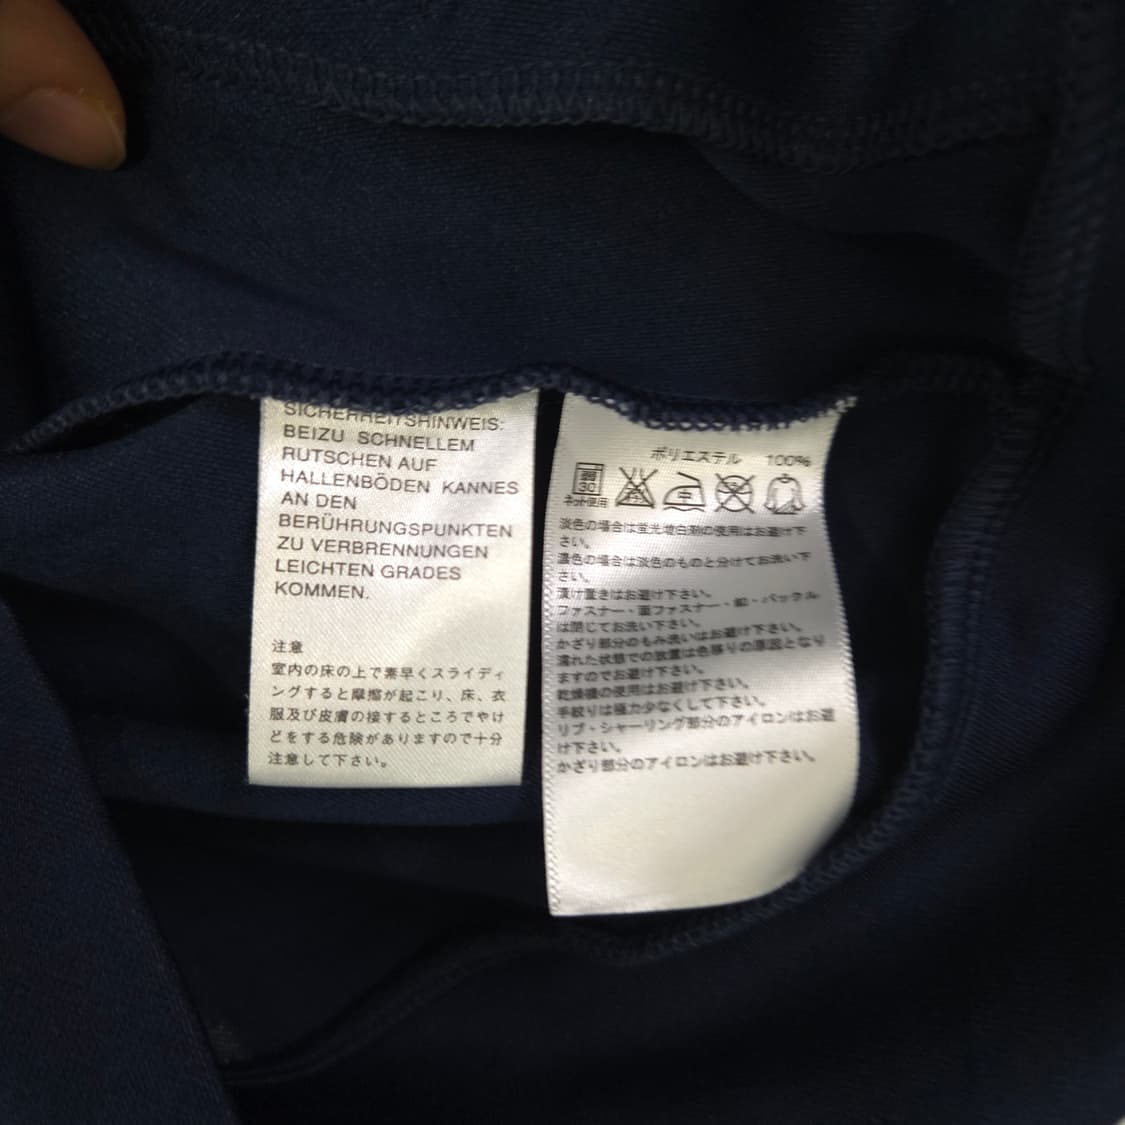 SICHERHEITSHINWEIS:
BEIZU SCHNELLEM
RUTSCHEN AUF
HALLENBÖDEN KANNES
AN DEN
BERÜHRUNGSPUNKTEN
ZU VERBRENNUNGEN
LEICHTEN GRADES
KOMMEN.
注意
室内の床の上で素早くスライディ
ングすると摩擦が起こり、床、衣
服及び皮膚の接するところでやけ
どをする危険がありますので十分
注意して下さい。
ポリエステル 100%
弱
30
ネット使用
中
淡色の場合は蛍光増白剤の使用はお避け下
さい。
濃色の場合は淡色のものと分けてお洗い下
さい。
漬け置きはお避け下さい。
ファスナー・面ファスナー・釦・バックル
は閉じてお洗い下さい。
かざり部分のもみ洗いはお避け下さい。
濡れた状態での放置は色移りの原因となり
ますのでお避け下さい。
乾燥機の使用はお避け下さい。
手絞りは極力少なくして下さい。
リブ・シャーリング部分のアイロンはお避
け下さい。
かざり部分のアイロンはお避け下さい。